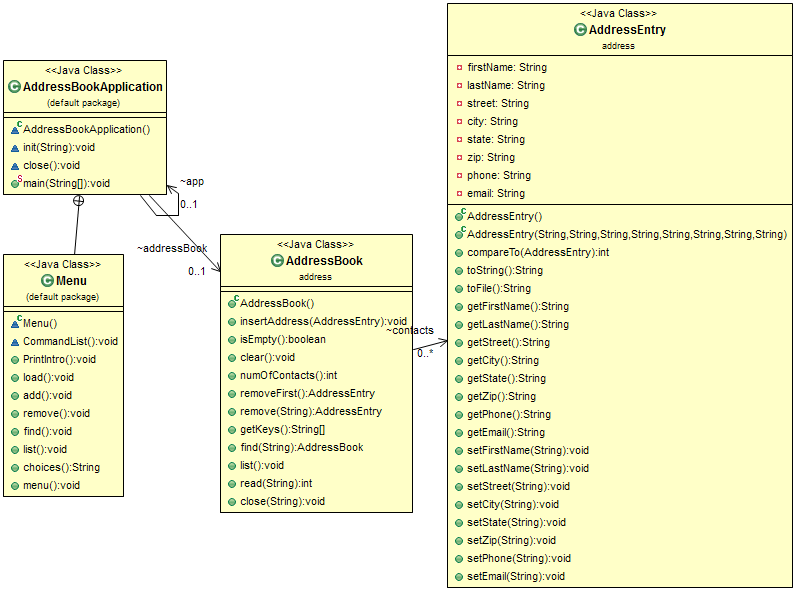 <<Java Class>>
AddressBookApplication
(default package)
AddressBookApplication()
init(String):void
close():void
main(String[]):void
~app
0..1
<<Java Class>>
Menu
(default package)
Menu()
CommandList():void
PrintIntro():void
load():void
add():void
remove():void
find():void
list():void
choices():String
menu():void
~addressBook
0..1
<<Java Class>>
AddressBook
address
AddressBook()
insertAddress(AddressEntry):void
isEmpty():boolean
clear():void
numOfContacts():int
removeFirst():AddressEntry
remove(String):AddressEntry
getKeys():String[]
find(String):AddressBook
list():void
read(String):int
close(String):void
~contacts
0..*
<<Java Class>>
AddressEntry
address
firstName: String
lastName: String
street: String
city: String
state: String
zip: String
phone: String
email: String
AddressEntry()
AddressEntry(String,String,String,String,String,String,String,String)
compareTo(AddressEntry):int
toString():String
toFile():String
getFirstName():String
getLastName():String
getStreet():String
getCity():String
getState():String
getZip():String
getPhone():String
getEmail():String
setFirstName(String):void
setLastName(String):void
setStreet(String):void
setCity(String):void
setState(String):void
setZip(String):void
setPhone(String):void
setEmail(String):void